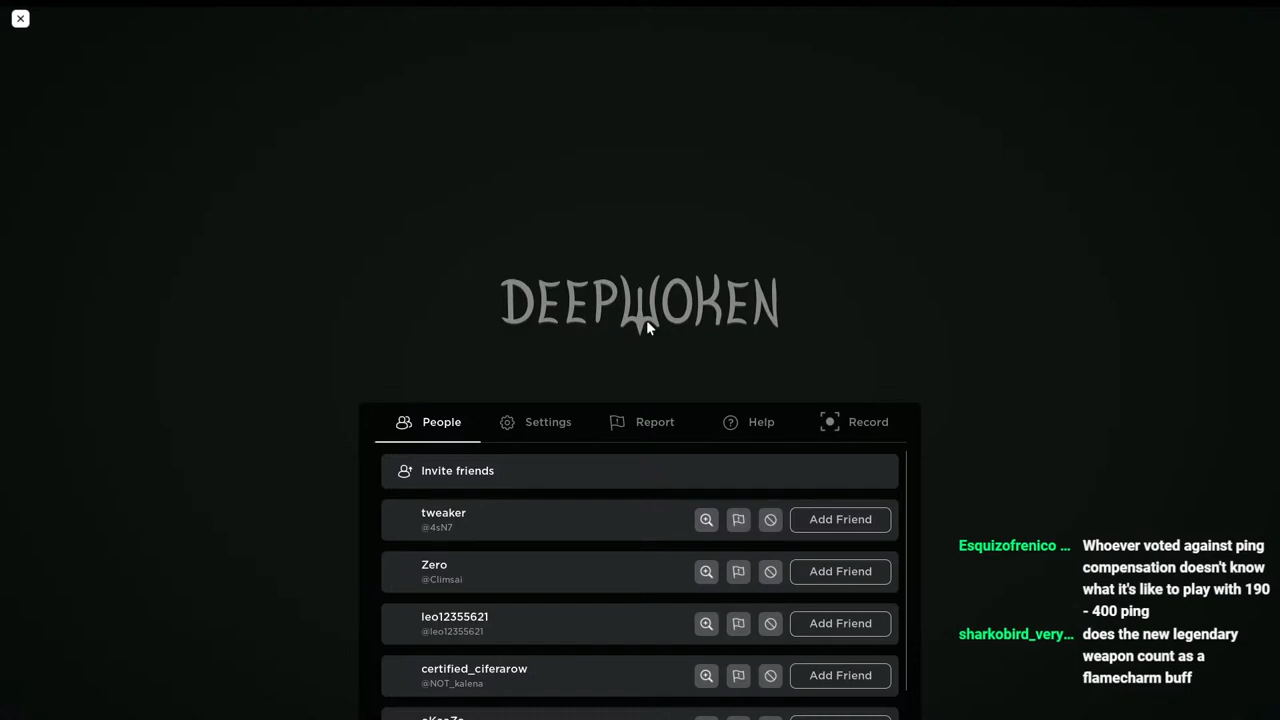 DEEPWOKEN
People
Settings
Report
Help
Record
Invite friends
tweaker
@4sN7
Add Friend
Zero
@Climsai
Add Friend
leo12355621
@leo12355621
Add Friend
certified_ciferarow
@NOT_kalena
Add Friend
Esquizofrenico ... Whoever voted against ping
compensation doesn't know
what it's like to play with 190
- 400 ping
sharkobird_very... does the new legendary
weapon count as a
flamecharm buff